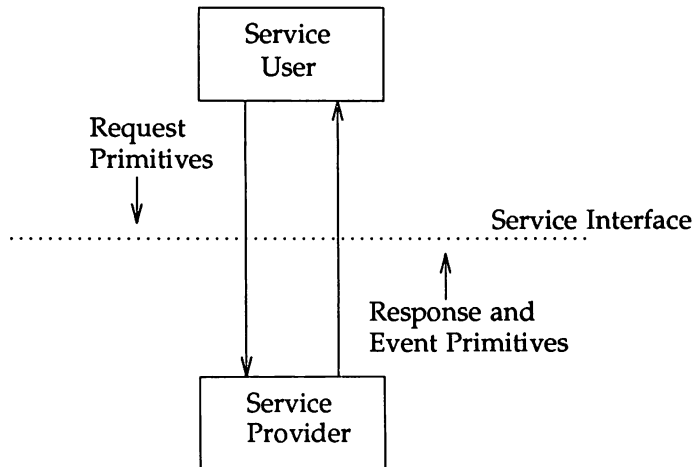 Service
User
Request
Primitives
Service Interface
Response and
Event Primitives
Service
Provider